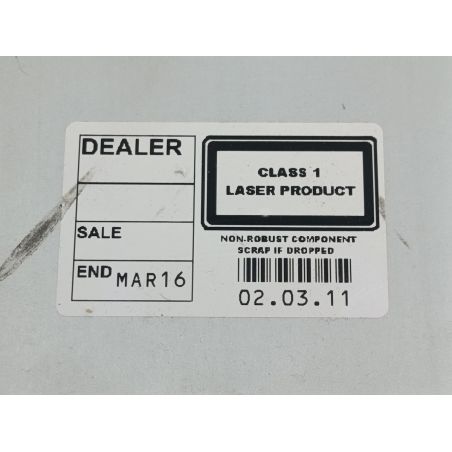 DEALER
SALE
END MAR16
CLASS 1
LASER PRODUCT
NON-ROBUST COMPONENT
SCRAP IF DROPPED
02.03.11